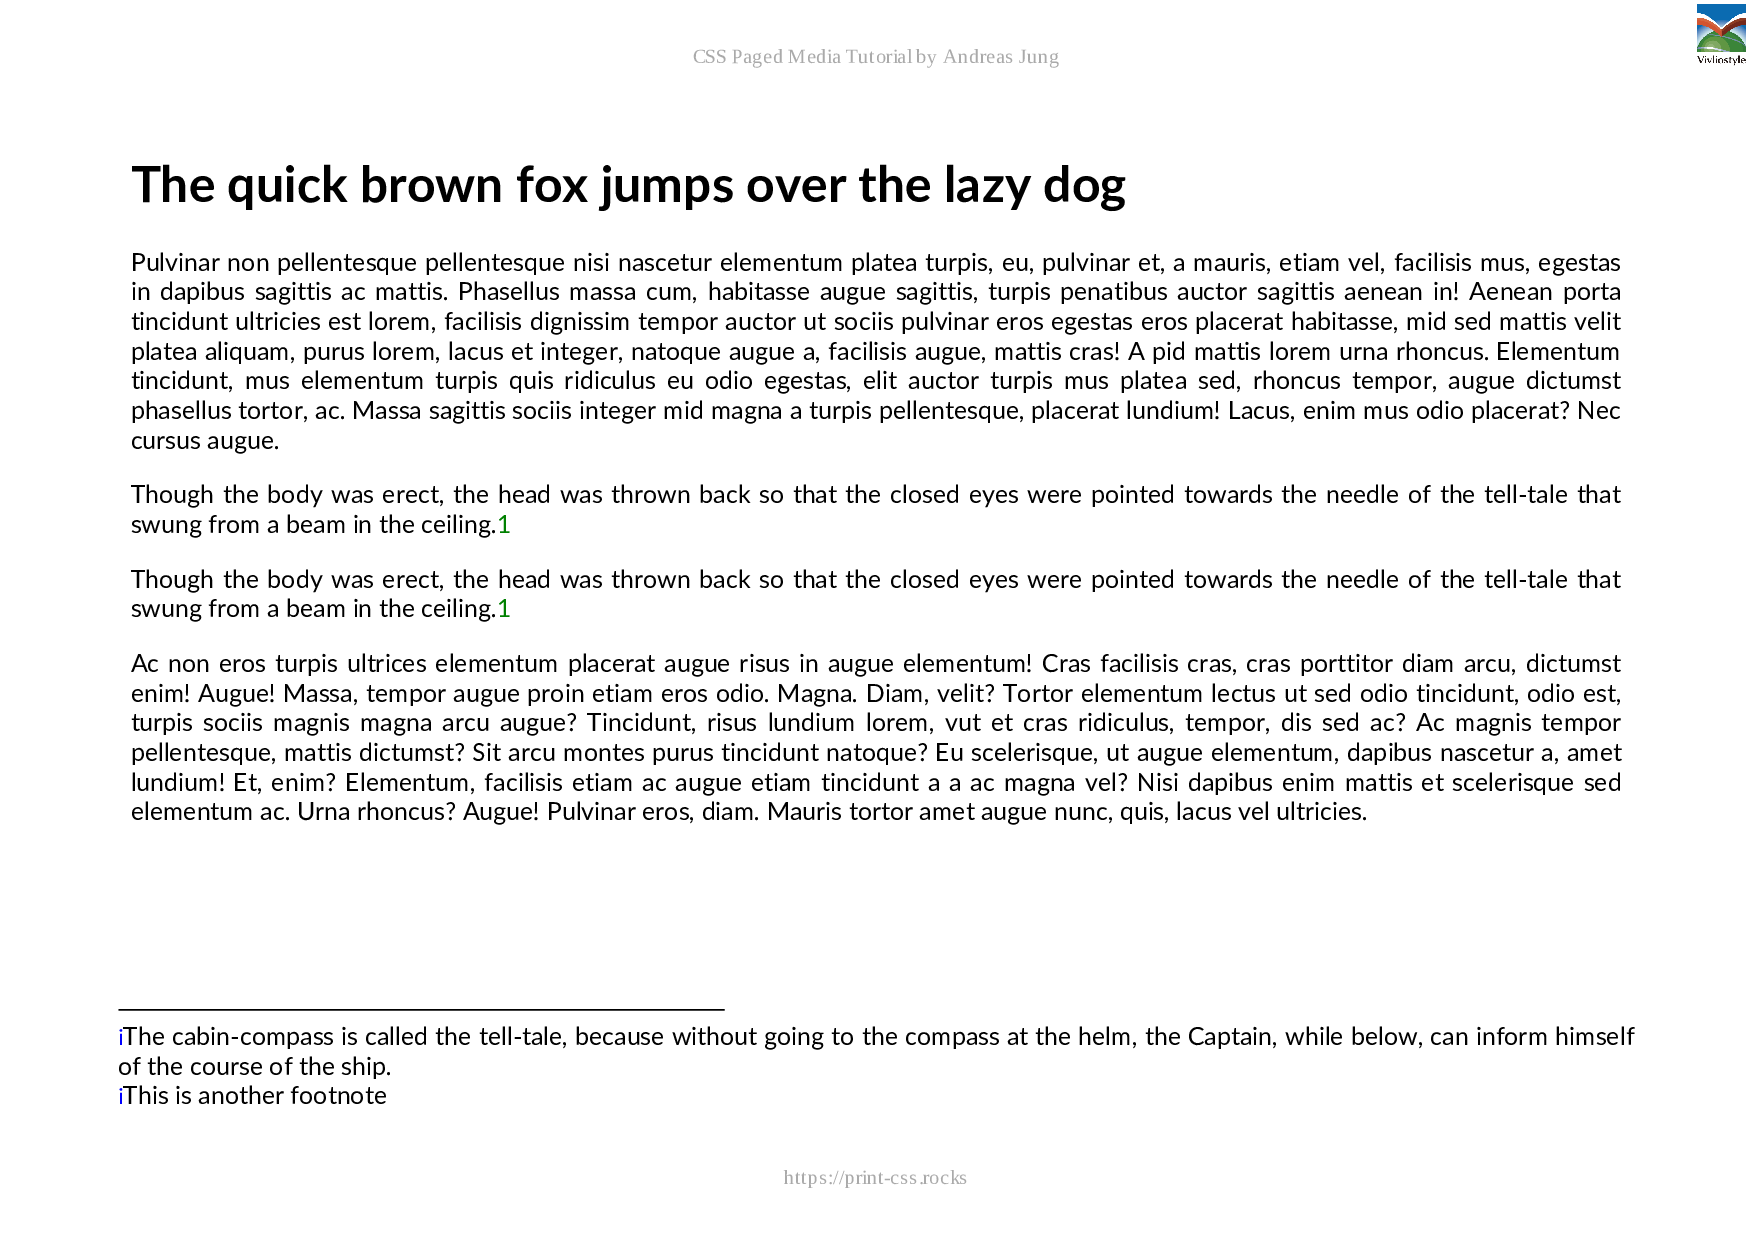 CSS Paged Media Tutorial by Andreas Jung
Vivliostyle
The quick brown fox jumps over the lazy dog
Pulvinar non pellentesque pellentesque nisi nascetur elementum platea turpis, eu, pulvinar et, a mauris, etiam vel, facilisis mus, egestas
in dapibus sagittis ac mattis. Phasellus massa cum, habitasse augue sagittis, turpis penatibus auctor sagittis aenean in! Aenean porta
tincidunt ultricies est lorem, facilisis dignissim tempor auctor ut sociis pulvinar eros egestas eros placerat habitasse, mid sed mattis velit
platea aliquam, purus lorem, lacus et integer, natoque augue a, facilisis augue, mattis cras! A pid mattis lorem urna rhoncus. Elementum
tincidunt, mus elementum turpis quis ridiculus eu odio egestas, elit auctor turpis mus platea sed, rhoncus tempor, augue dictumst
phasellus tortor, ac. Massa sagittis sociis integer mid magna a turpis pellentesque, placerat lundium! Lacus, enim mus odio placerat? Nec
cursus augue.
Though the body was erect, the head was thrown back so that the closed eyes were pointed towards the needle of the tell-tale that
swung from a beam in the ceiling.1
Though the body was erect, the head was thrown back so that the closed eyes were pointed towards the needle of the tell-tale that
swung from a beam in the ceiling.1
Ac non eros turpis ultrices elementum placerat augue risus in augue elementum! Cras facilisis cras, cras porttitor diam arcu, dictumst
enim! Augue! Massa, tempor augue proin etiam eros odio. Magna. Diam, velit? Tortor elementum lectus ut sed odio tincidunt, odio est,
turpis sociis magnis magna arcu augue? Tincidunt, risus lundium lorem, vut et cras ridiculus, tempor, dis sed ac? Ac magnis tempor
pellentesque, mattis dictumst? Sit arcu montes purus tincidunt natoque? Eu scelerisque, ut augue elementum, dapibus nascetur a, amet
lundium! Et, enim? Elementum, facilisis etiam ac augue etiam tincidunt a a ac magna vel? Nisi dapibus enim mattis et scelerisque sed
elementum ac. Urna rhoncus? Augue! Pulvinar eros, diam. Mauris tortor amet augue nunc, quis, lacus vel ultricies.
iThe cabin-compass is called the tell-tale, because without going to the compass at the helm, the Captain, while below, can inform himself
of the course of the ship.
iThis is another footnote
https://print-css.rocks